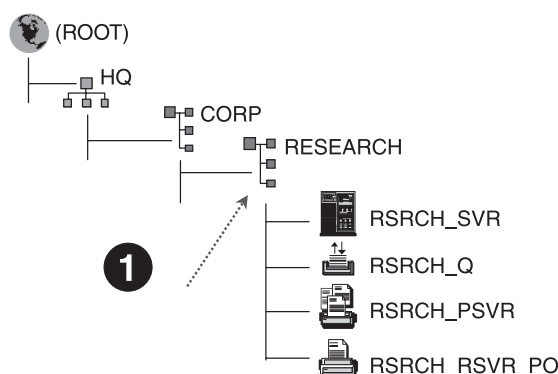 (ROOT)
HQ
CORP
RESEARCH
RSRCH_SVR
1
RSRCH_Q
RSRCH_PSVR
RSRCH_RSVR_PO